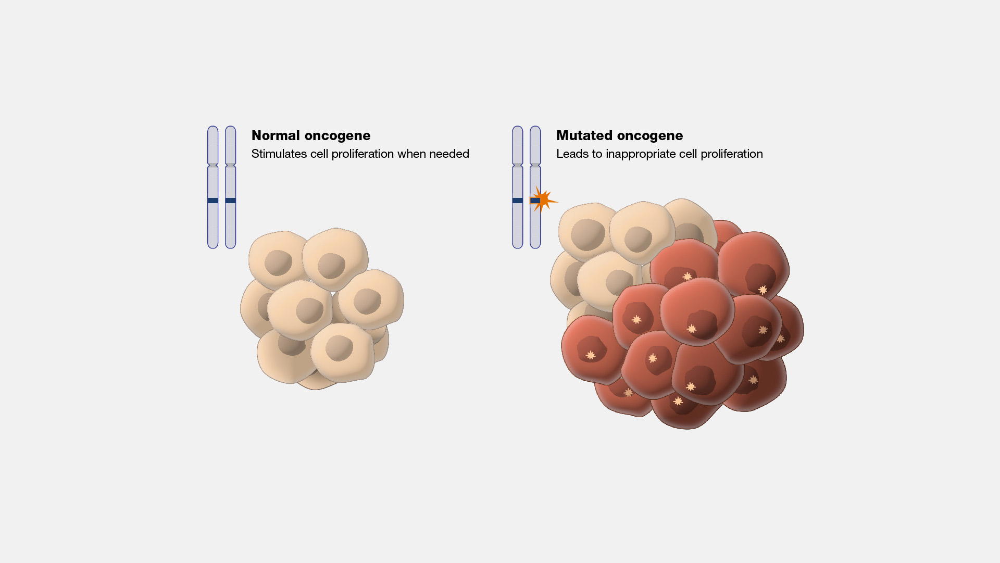 Normal oncogene
Stimulates cell proliferation when needed
Mutated oncogene
Leads to inappropriate cell proliferation